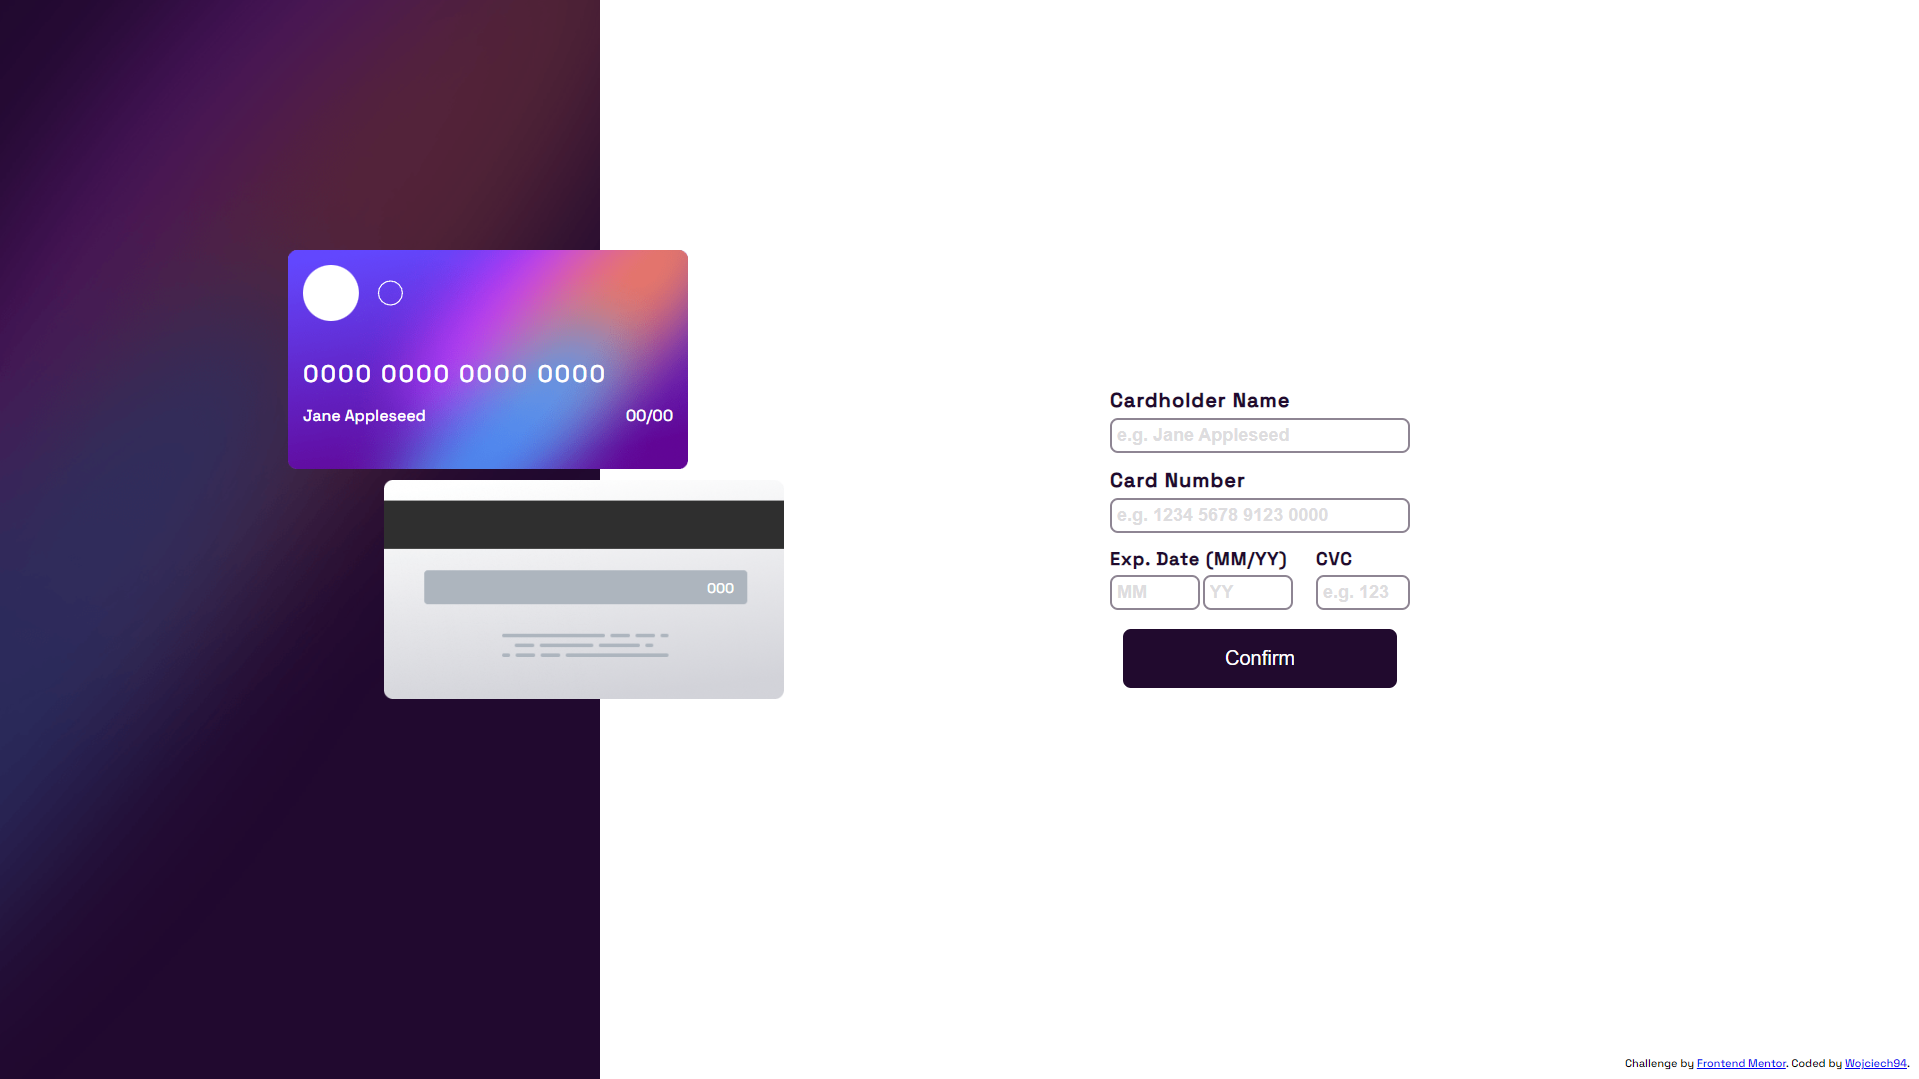 0000 0000 0000 0000
Jane Appleseed 00/00
000
Cardholder Name
e.g. Jane Appleseed
Card Number
e.g. 1234 5678 9123 0000
Exp. Date (MM/YY) CVC
MM YY e.g. 123
Confirm
Challenge by Frontend Mentor. Coded by Wojciech94.